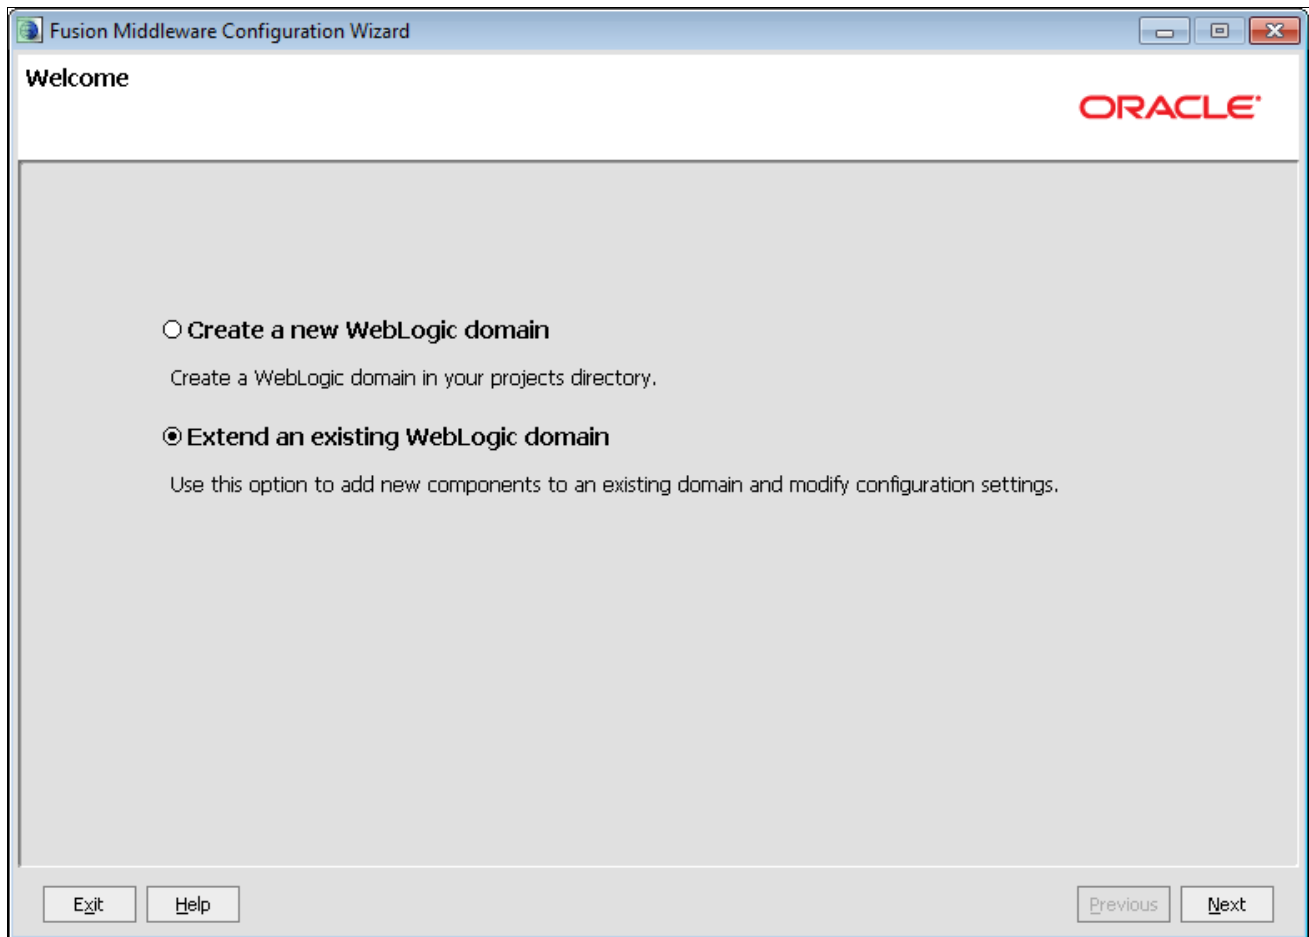 Fusion Middleware Configuration Wizard
Welcome
ORACLE
Create a new WebLogic domain
Create a WebLogic domain in your projects directory.
Extend an existing WebLogic domain
Use this option to add new components to an existing domain and modify configuration settings.
Exit
Help
Previous
Next